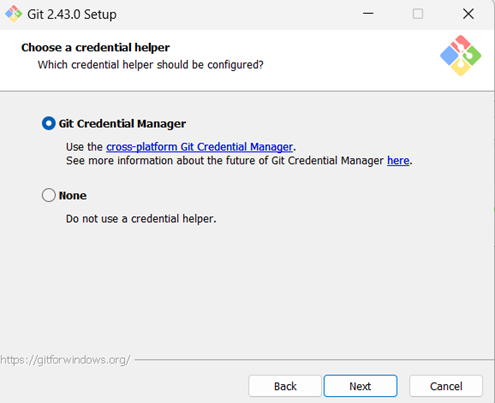 Git 2.43.0 Setup
Choose a credential helper
Which credential helper should be configured?
Git Credential Manager
Use the cross-platform Git Credential Manager.
See more information about the future of Git Credential Manager here.
None
Do not use a credential helper.
https://gitforwindows.org/
Back Next Cancel